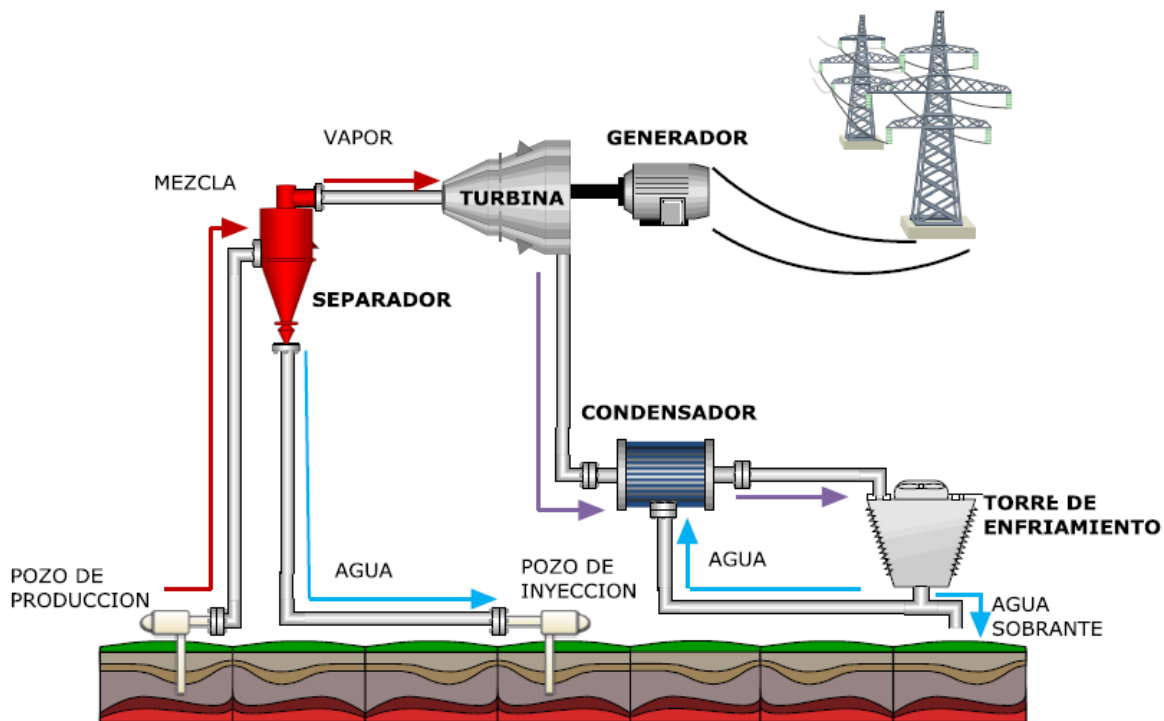 GENERADOR
VAPOR
MEZCLA
TURBINA
SEPARADOR
CONDENSADOR
TORRE DE
ENFRIAMIENTO
POZO DE
PRODUCCION
AGUA
POZO DE
INYECCION
AGUA
AGUA
SOBRANTE